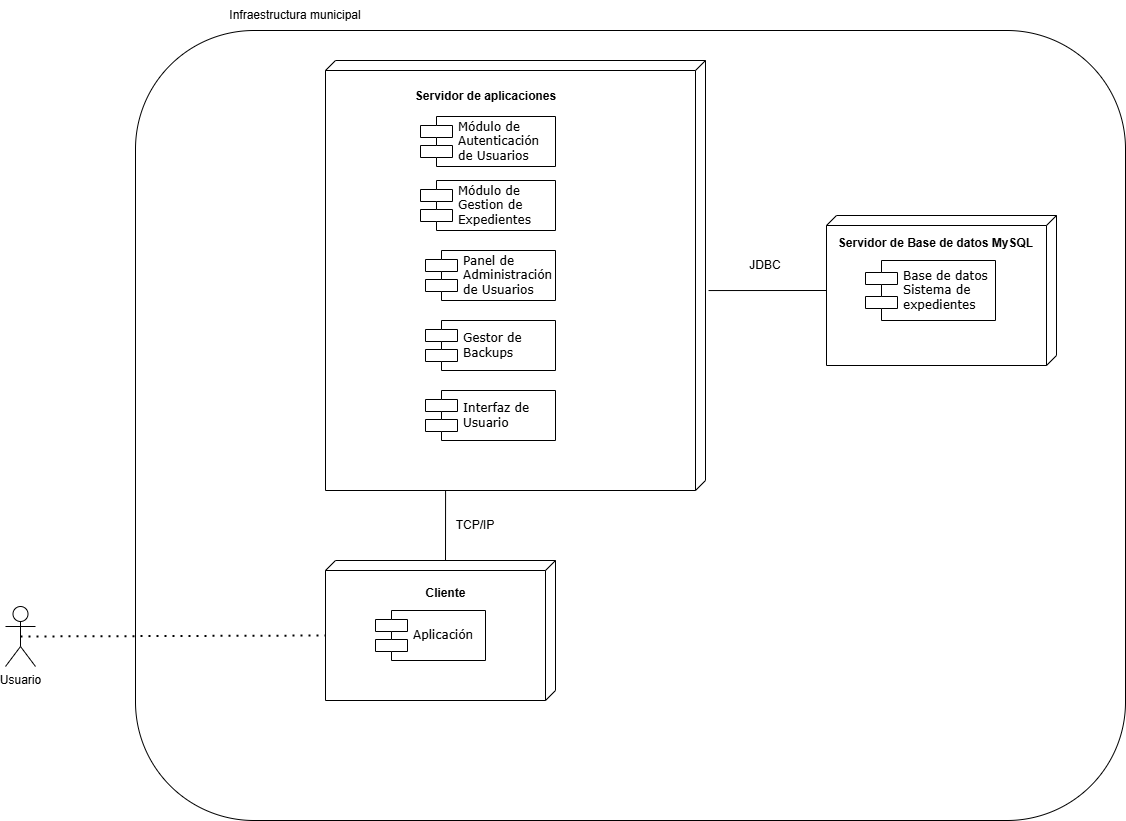 Infraestructura municipal
Servidor de aplicaciones
Módulo de
Autenticación
de Usuarios
Módulo de
Gestion de
Expedientes
Panel de
Administración
de Usuarios
Gestor de
Backups
Interfaz de
Usuario
JDBC
Servidor de Base de datos MySQL
Base de datos
Sistema de
expedientes
TCP/IP
Cliente
Aplicación
Usuario